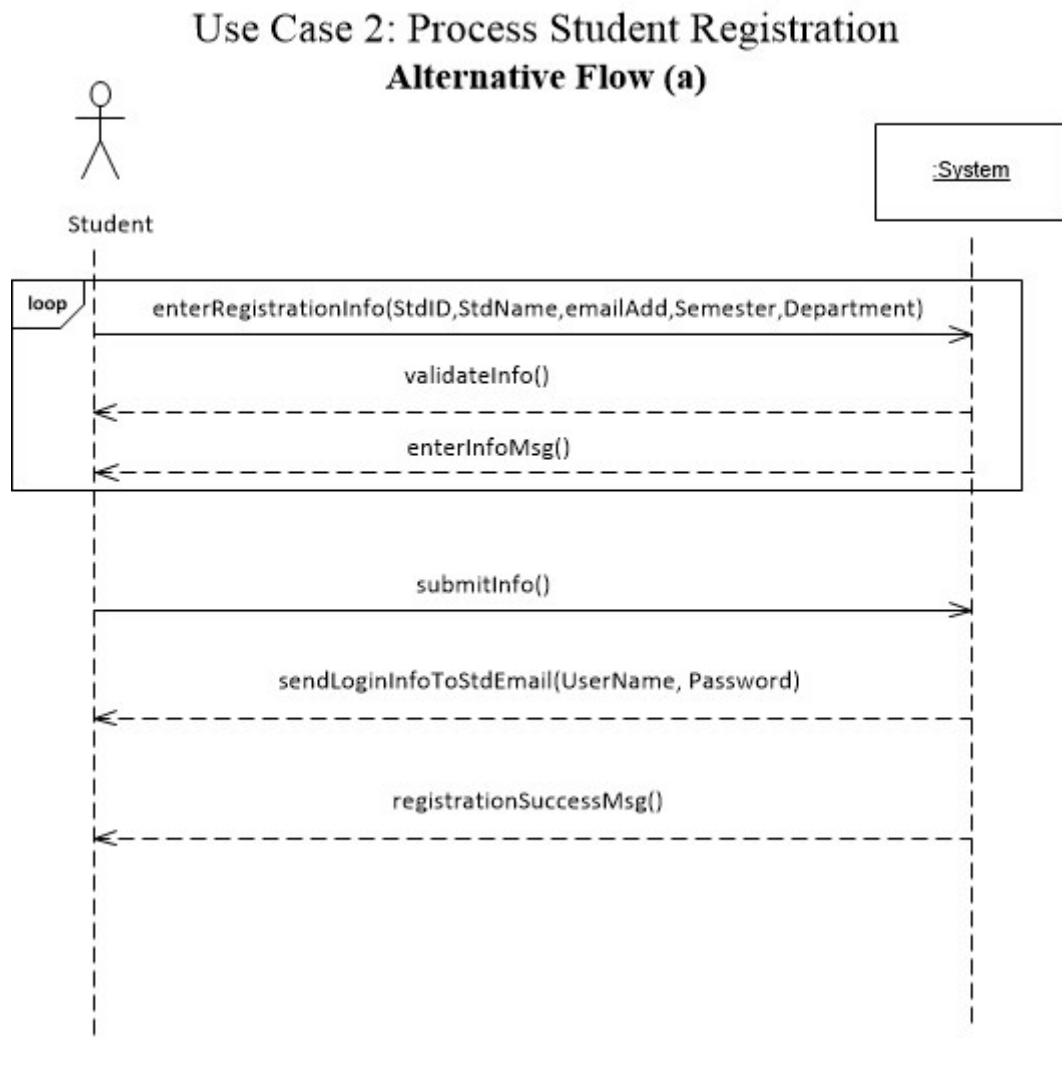 Use Case 2: Process Student Registration
Alternative Flow (a)
:System
Student
loop
enterRegistrationInfo(StdID,StdName,emailAdd,Semester,Department)
validateInfo()
enterInfoMsg()
submitInfo()
sendLoginInfoToStdEmail(UserName, Password)
registrationSuccessMsg()